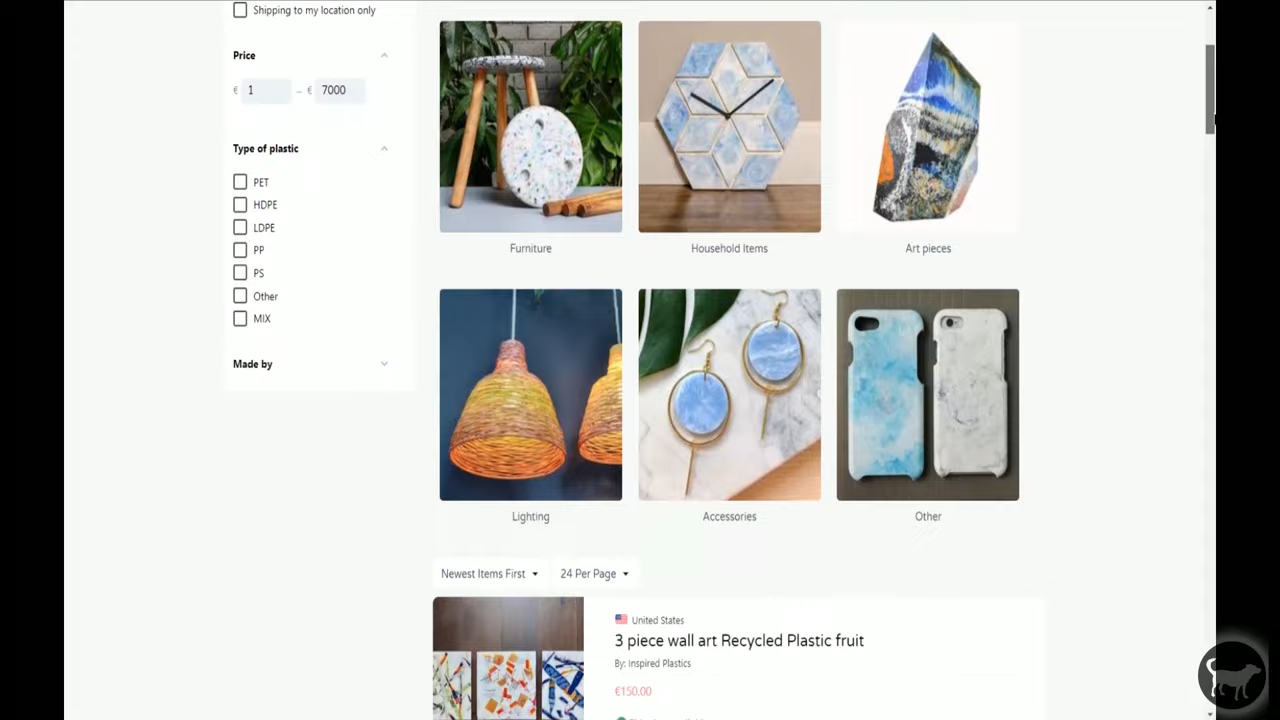 Shipping to my location only
Price
€ 1 – € 7000
Type of plastic
PET
HDPE
LDPE
PP
PS
Other
MIX
Made by
Furniture
Household Items
Art pieces
Lighting
Accessories
Other
Newest Items First
24 Per Page
United States
3 piece wall art Recycled Plastic fruit
By: Inspired Plastics
€150.00